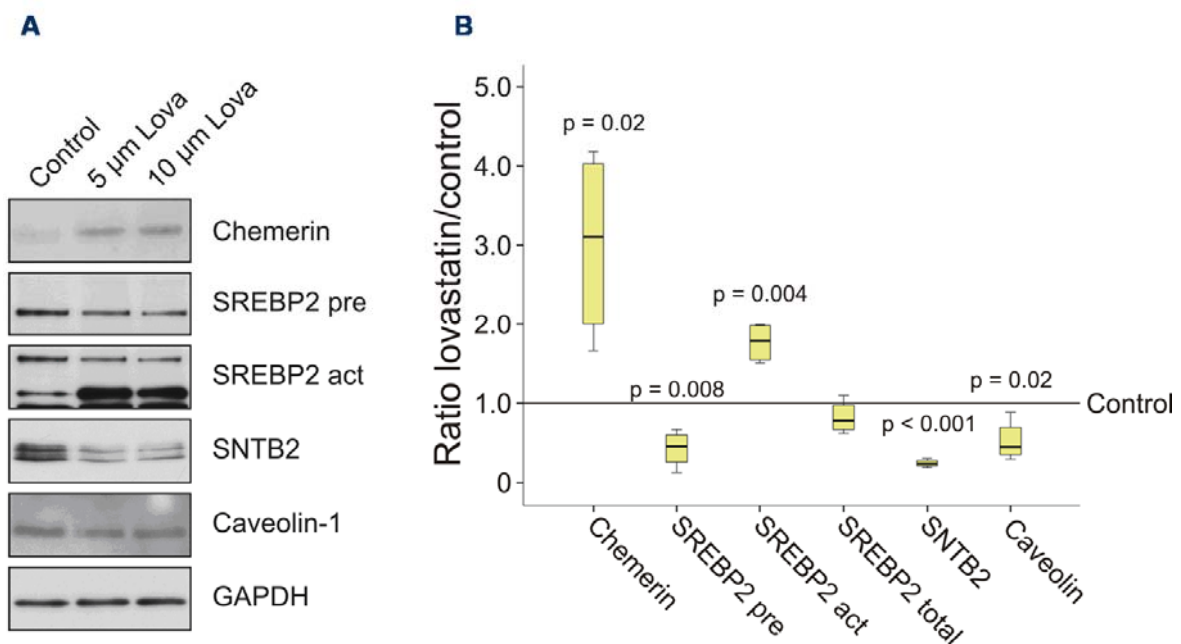 A
Control
5 µm Lova
10 µm Lova
Chemerin
SREBP2 pre
SREBP2 act
SNTB2
Caveolin-1
GAPDH
B
Ratio lovastatin/control
5.0
4.0
3.0
2.0
1.0
0
p = 0.02
p = 0.008
p = 0.004
p < 0.001
p = 0.02
Control
Chemerin
SREBP2 pre
SREBP2 act
SREBP2 total
SNTB2
Caveolin